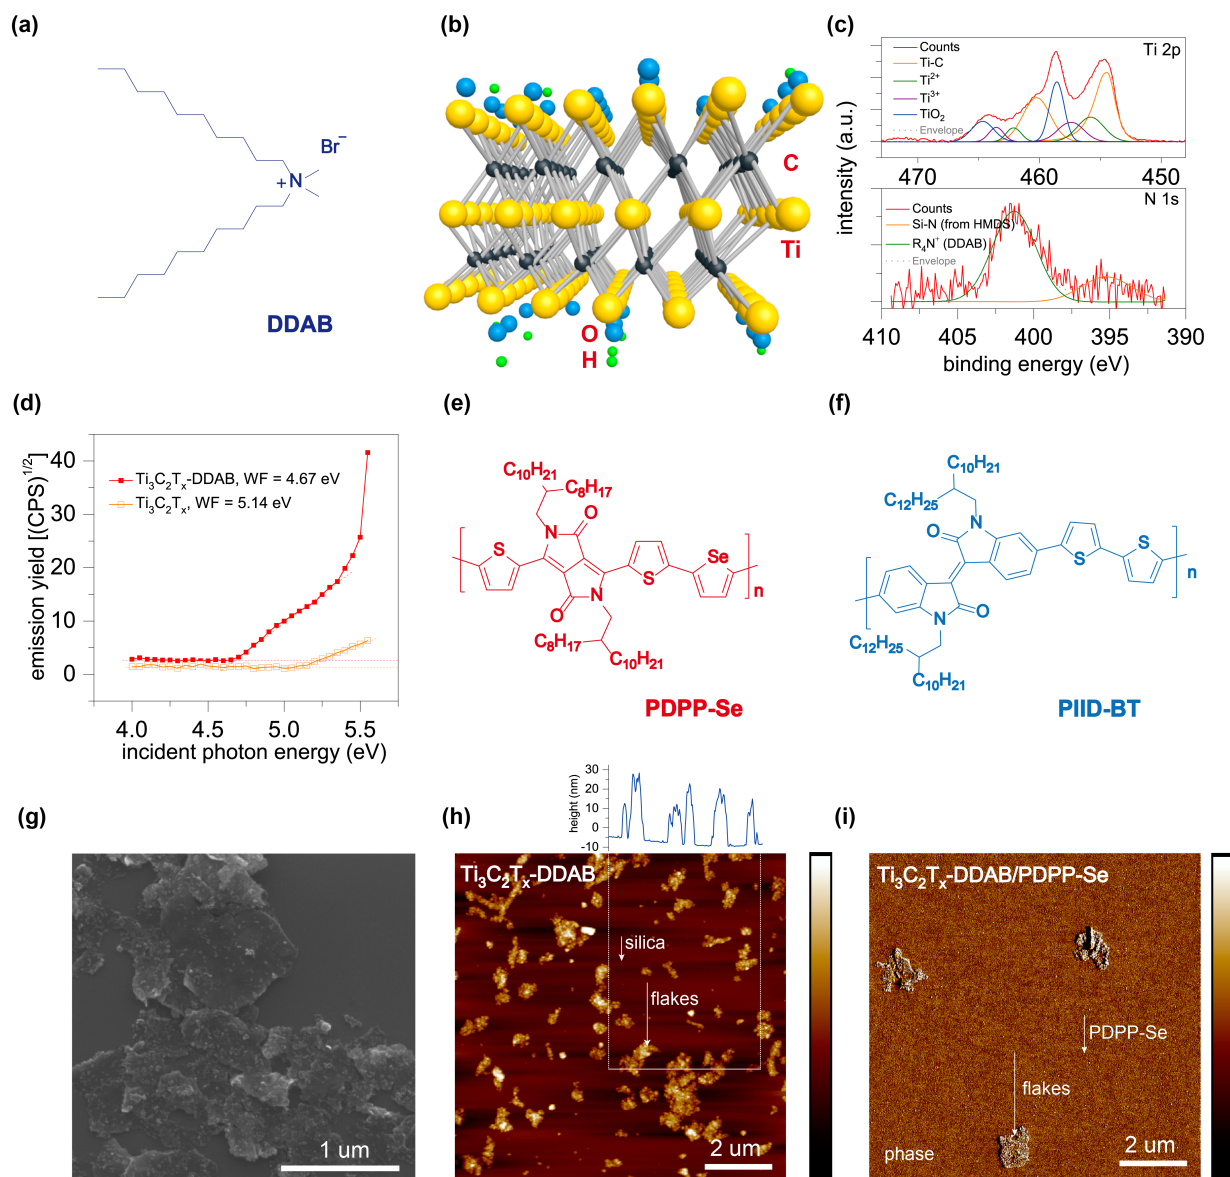 (a)
Br−
N
+
DDAB
(b)
C
Ti
O
H
(c)
Counts
Ti-C
Ti²⁺
Ti³⁺
TiO₂
Envelope
Ti 2p
470 460 450
Counts
Si-N (from HMDS)
R₄N⁺ (DDAB)
Envelope
N 1s
410 405 400 395 390
binding energy (eV)
intensity (a.u.)
(d)
Ti₃C₂Tₓ-DDAB, WF = 4.67 eV
Ti₃C₂Tₓ, WF = 5.14 eV
40
30
20
10
0
4.0 4.5 5.0 5.5
incident photon energy (eV)
emission yield [(CPS)¹/²]
(e)
C₁₀H₂₁
C₈H₁₇
N
O
S
S
Se
n
O
N
C₈H₁₇
C₁₀H₂₁
PDPP-Se
(f)
C₁₀H₂₁
C₁₂H₂₅
N
O
S
S
n
O
N
C₁₂H₂₅
C₁₀H₂₁
PIID-BT
(g)
1 um
(h)
height (nm)
30
20
10
0
-10
Ti₃C₂Tₓ-DDAB
silica
flakes
2 um
(i)
Ti₃C₂Tₓ-DDAB/PDPP-Se
PDPP-Se
flakes
phase
2 um